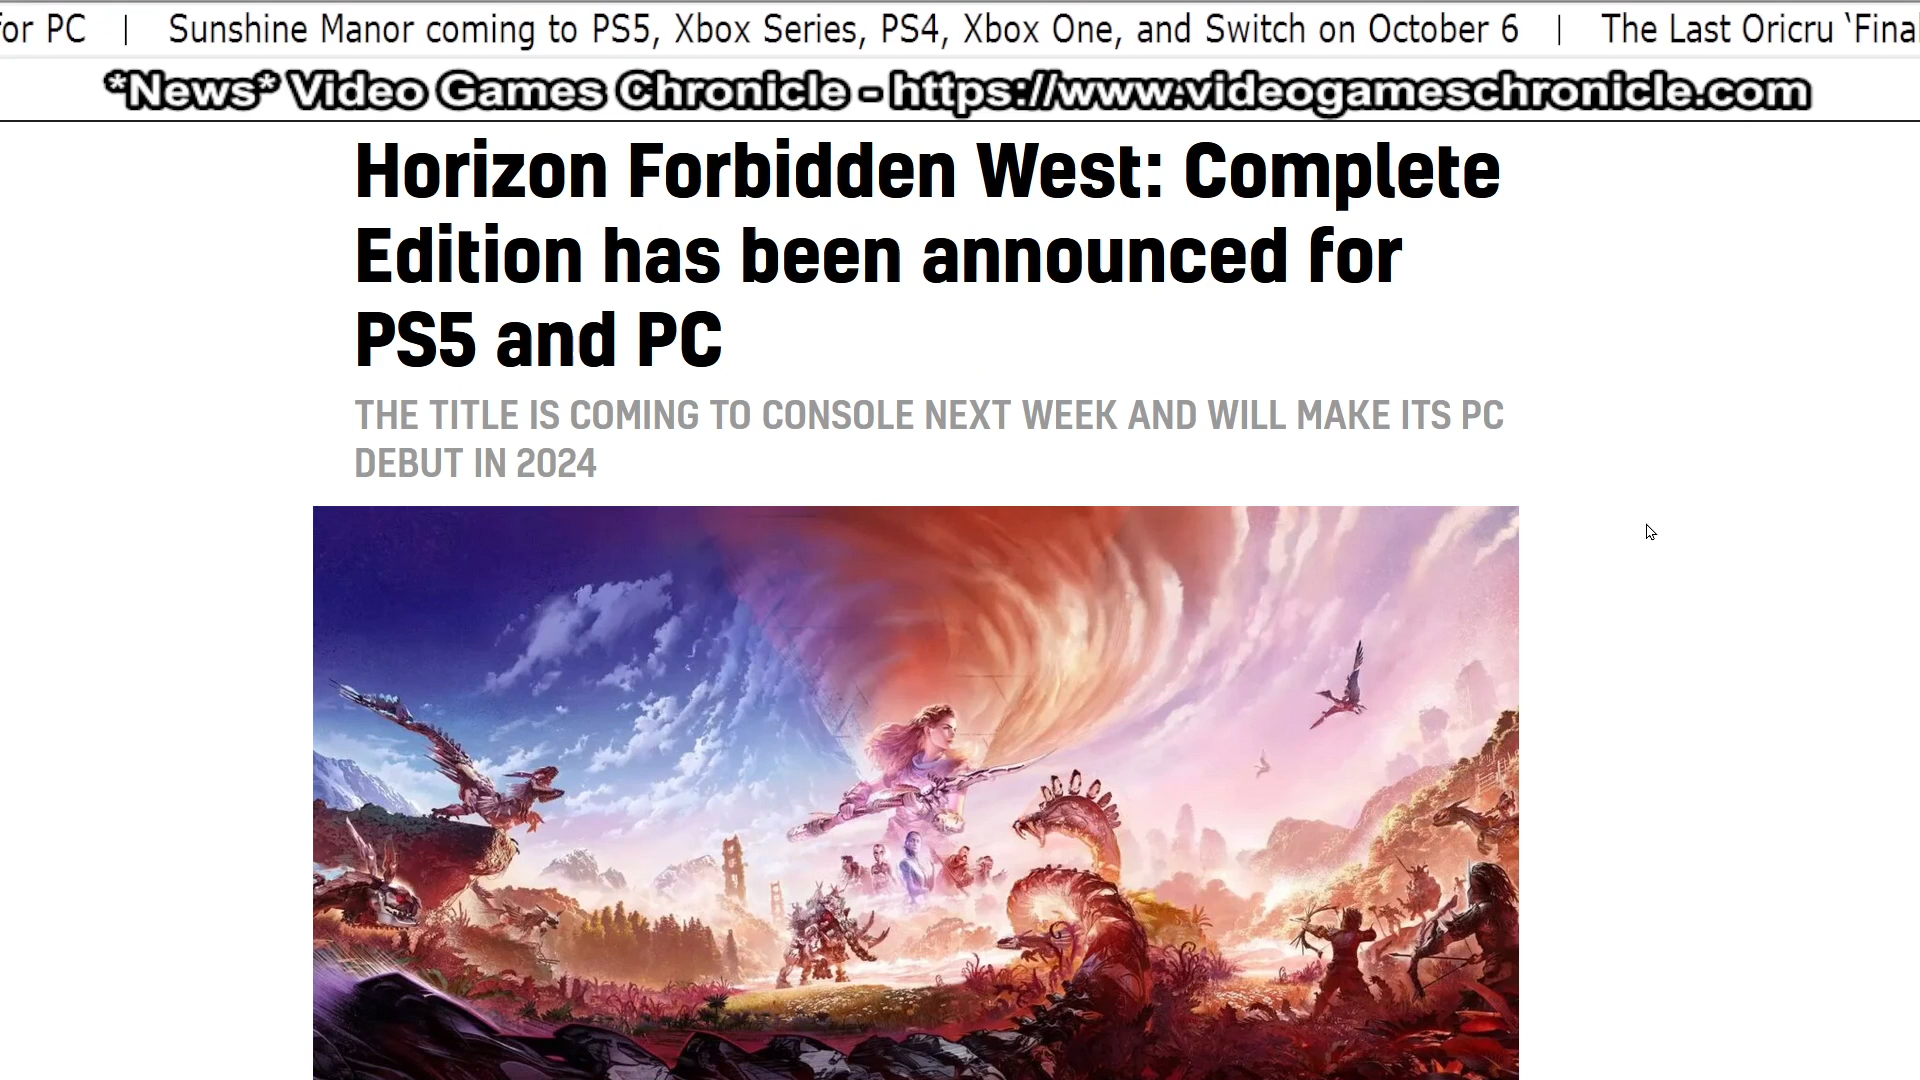 for PC | Sunshine Manor coming to PS5, Xbox Series, PS4, Xbox One, and Switch on October 6 | The Last Oricru ‘Final
*News* Video Games Chronicle - https://www.videogameschronicle.com
Horizon Forbidden West: Complete
Edition has been announced for
PS5 and PC
THE TITLE IS COMING TO CONSOLE NEXT WEEK AND WILL MAKE ITS PC
DEBUT IN 2024